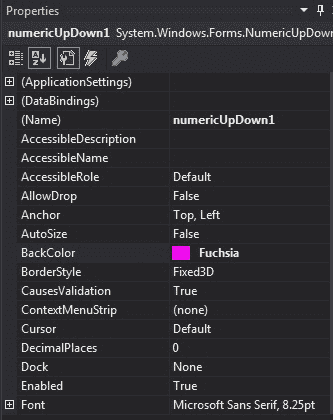 Properties
numericUpDown1 System.Windows.Forms.NumericUpDow
(ApplicationSettings)
(DataBindings)
(Name) numericUpDown1
AccessibleDescription
AccessibleName
AccessibleRole Default
AllowDrop False
Anchor Top, Left
AutoSize False
BackColor Fuchsia
BorderStyle Fixed3D
CausesValidation True
ContextMenuStrip (none)
Cursor Default
DecimalPlaces 0
Dock None
Enabled True
Font Microsoft Sans Serif, 8.25pt